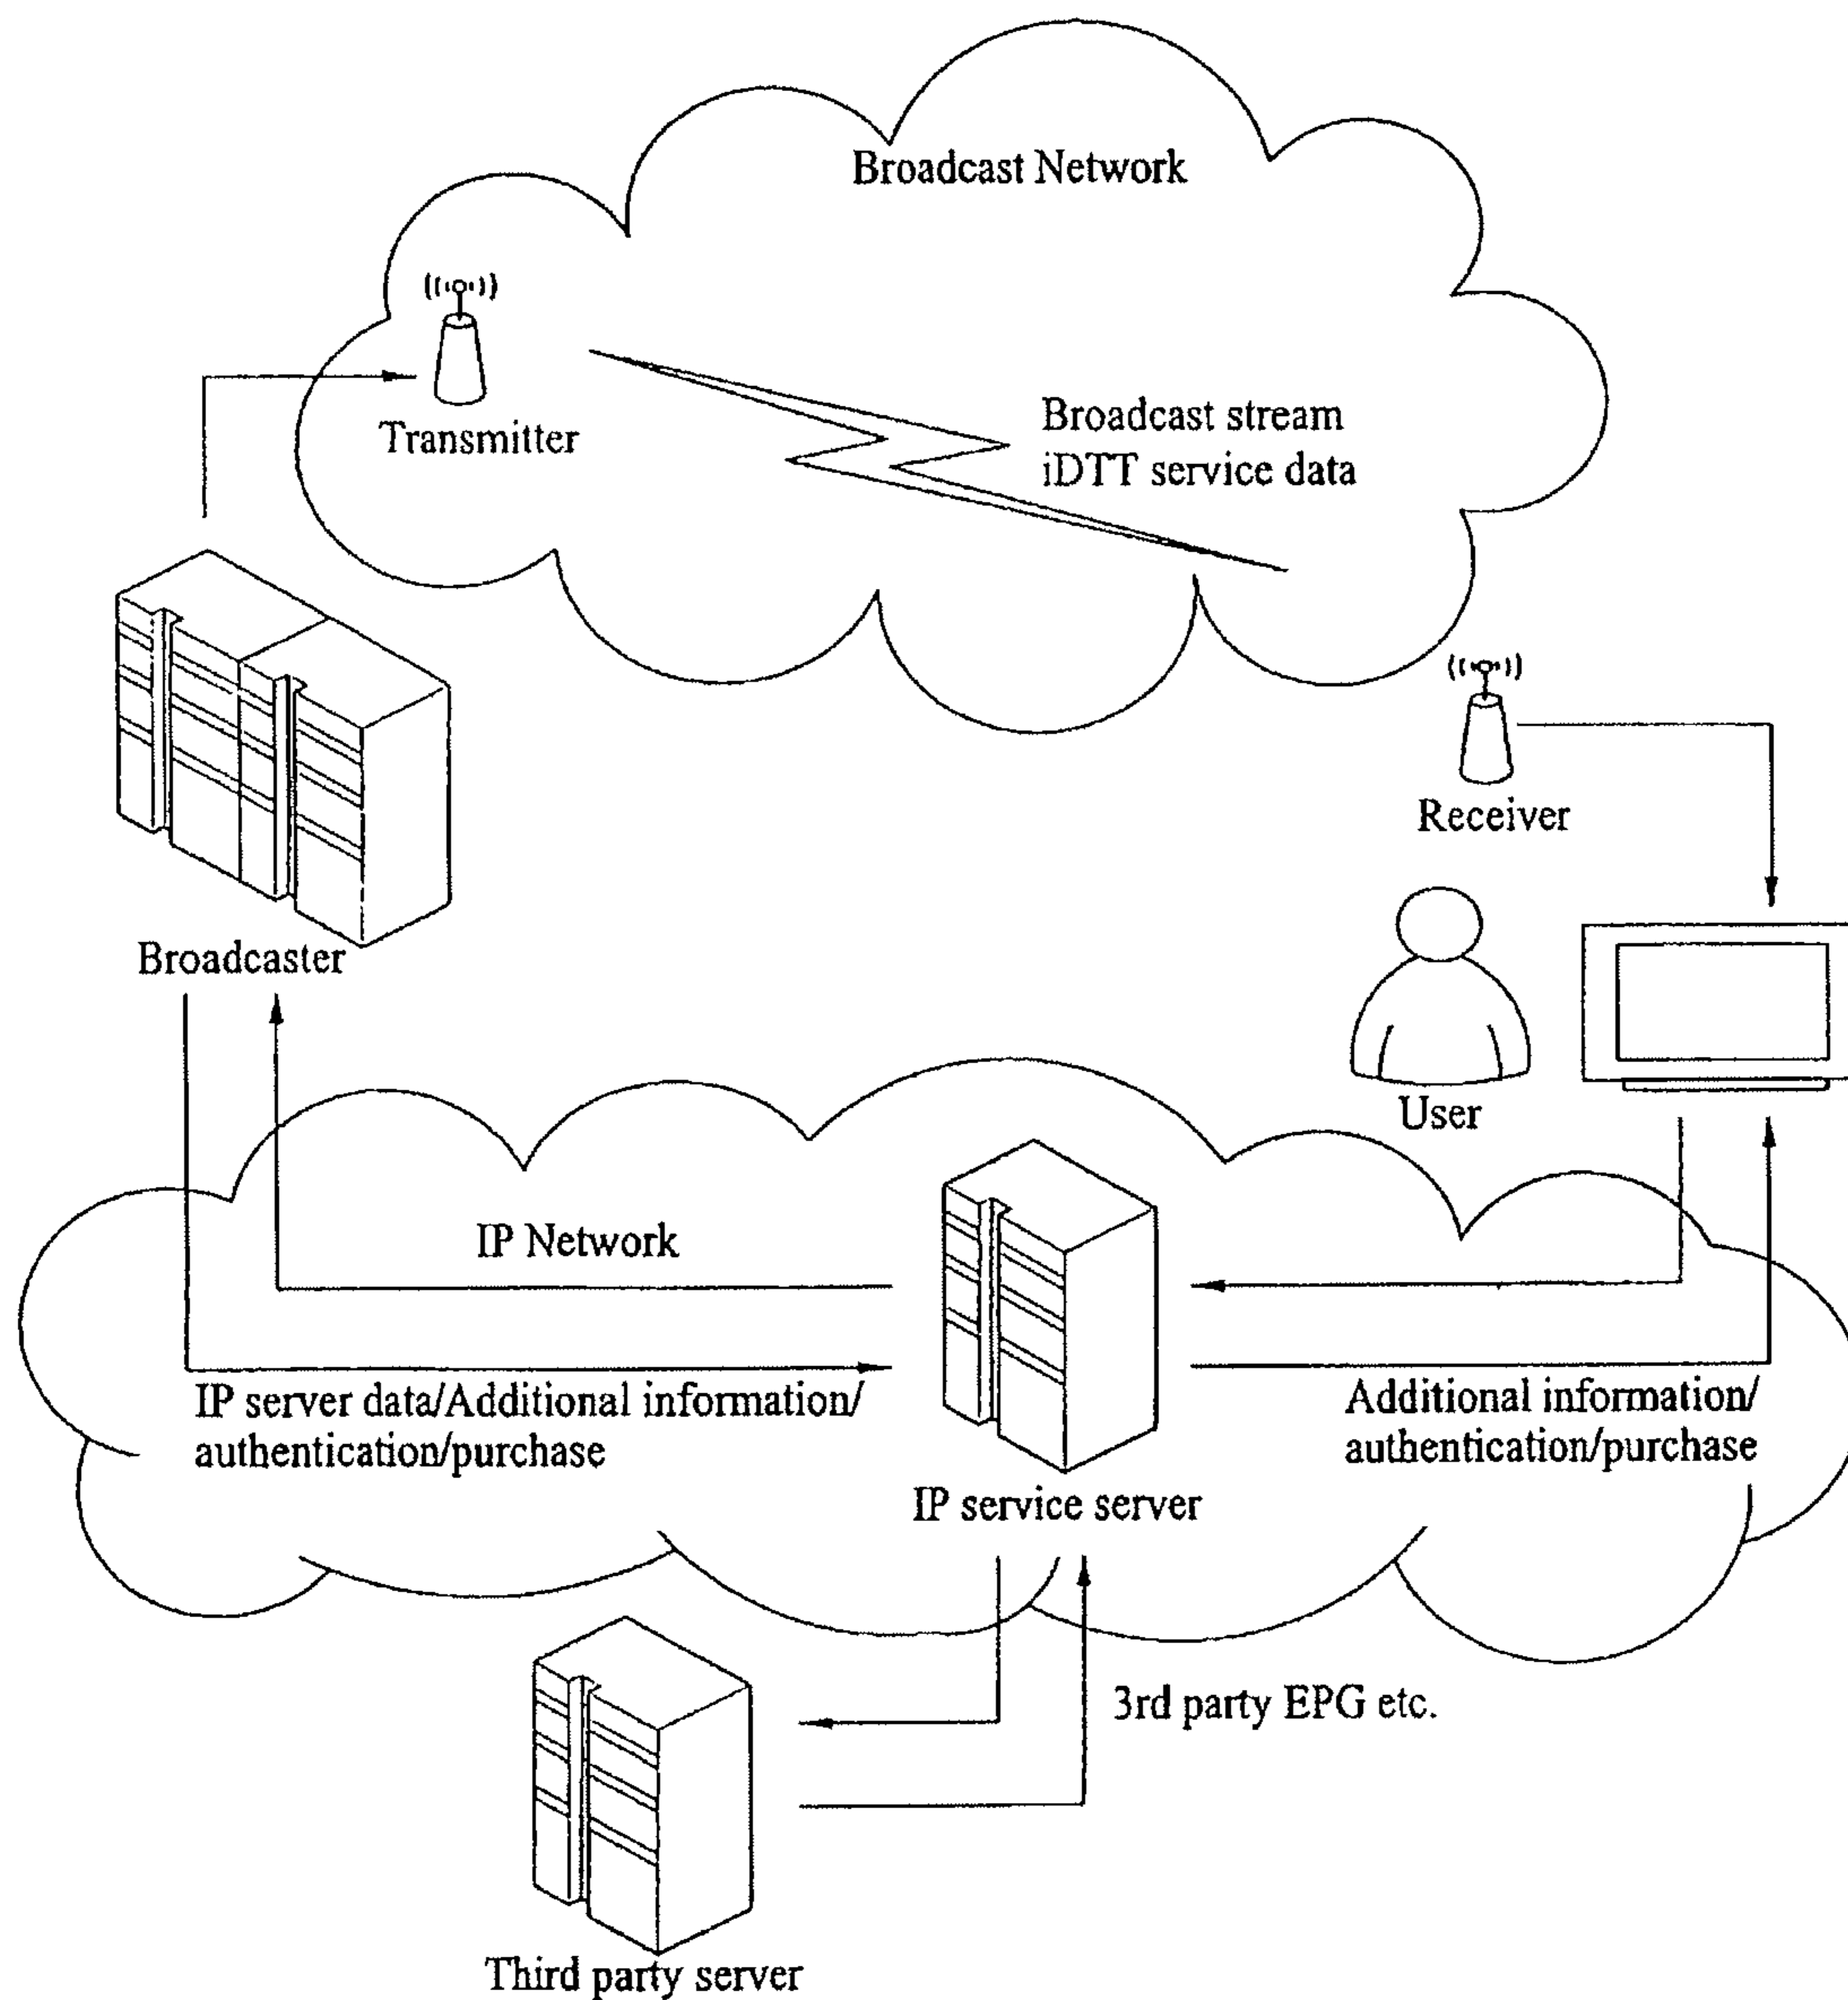 Broadcast Network
Transmitter
Broadcast stream
iDTT service data
Receiver
Broadcaster
User
IP Network
IP server data/Additional information/
authentication/purchase
Additional information/
authentication/purchase
IP service server
3rd party EPG etc.
Third party server